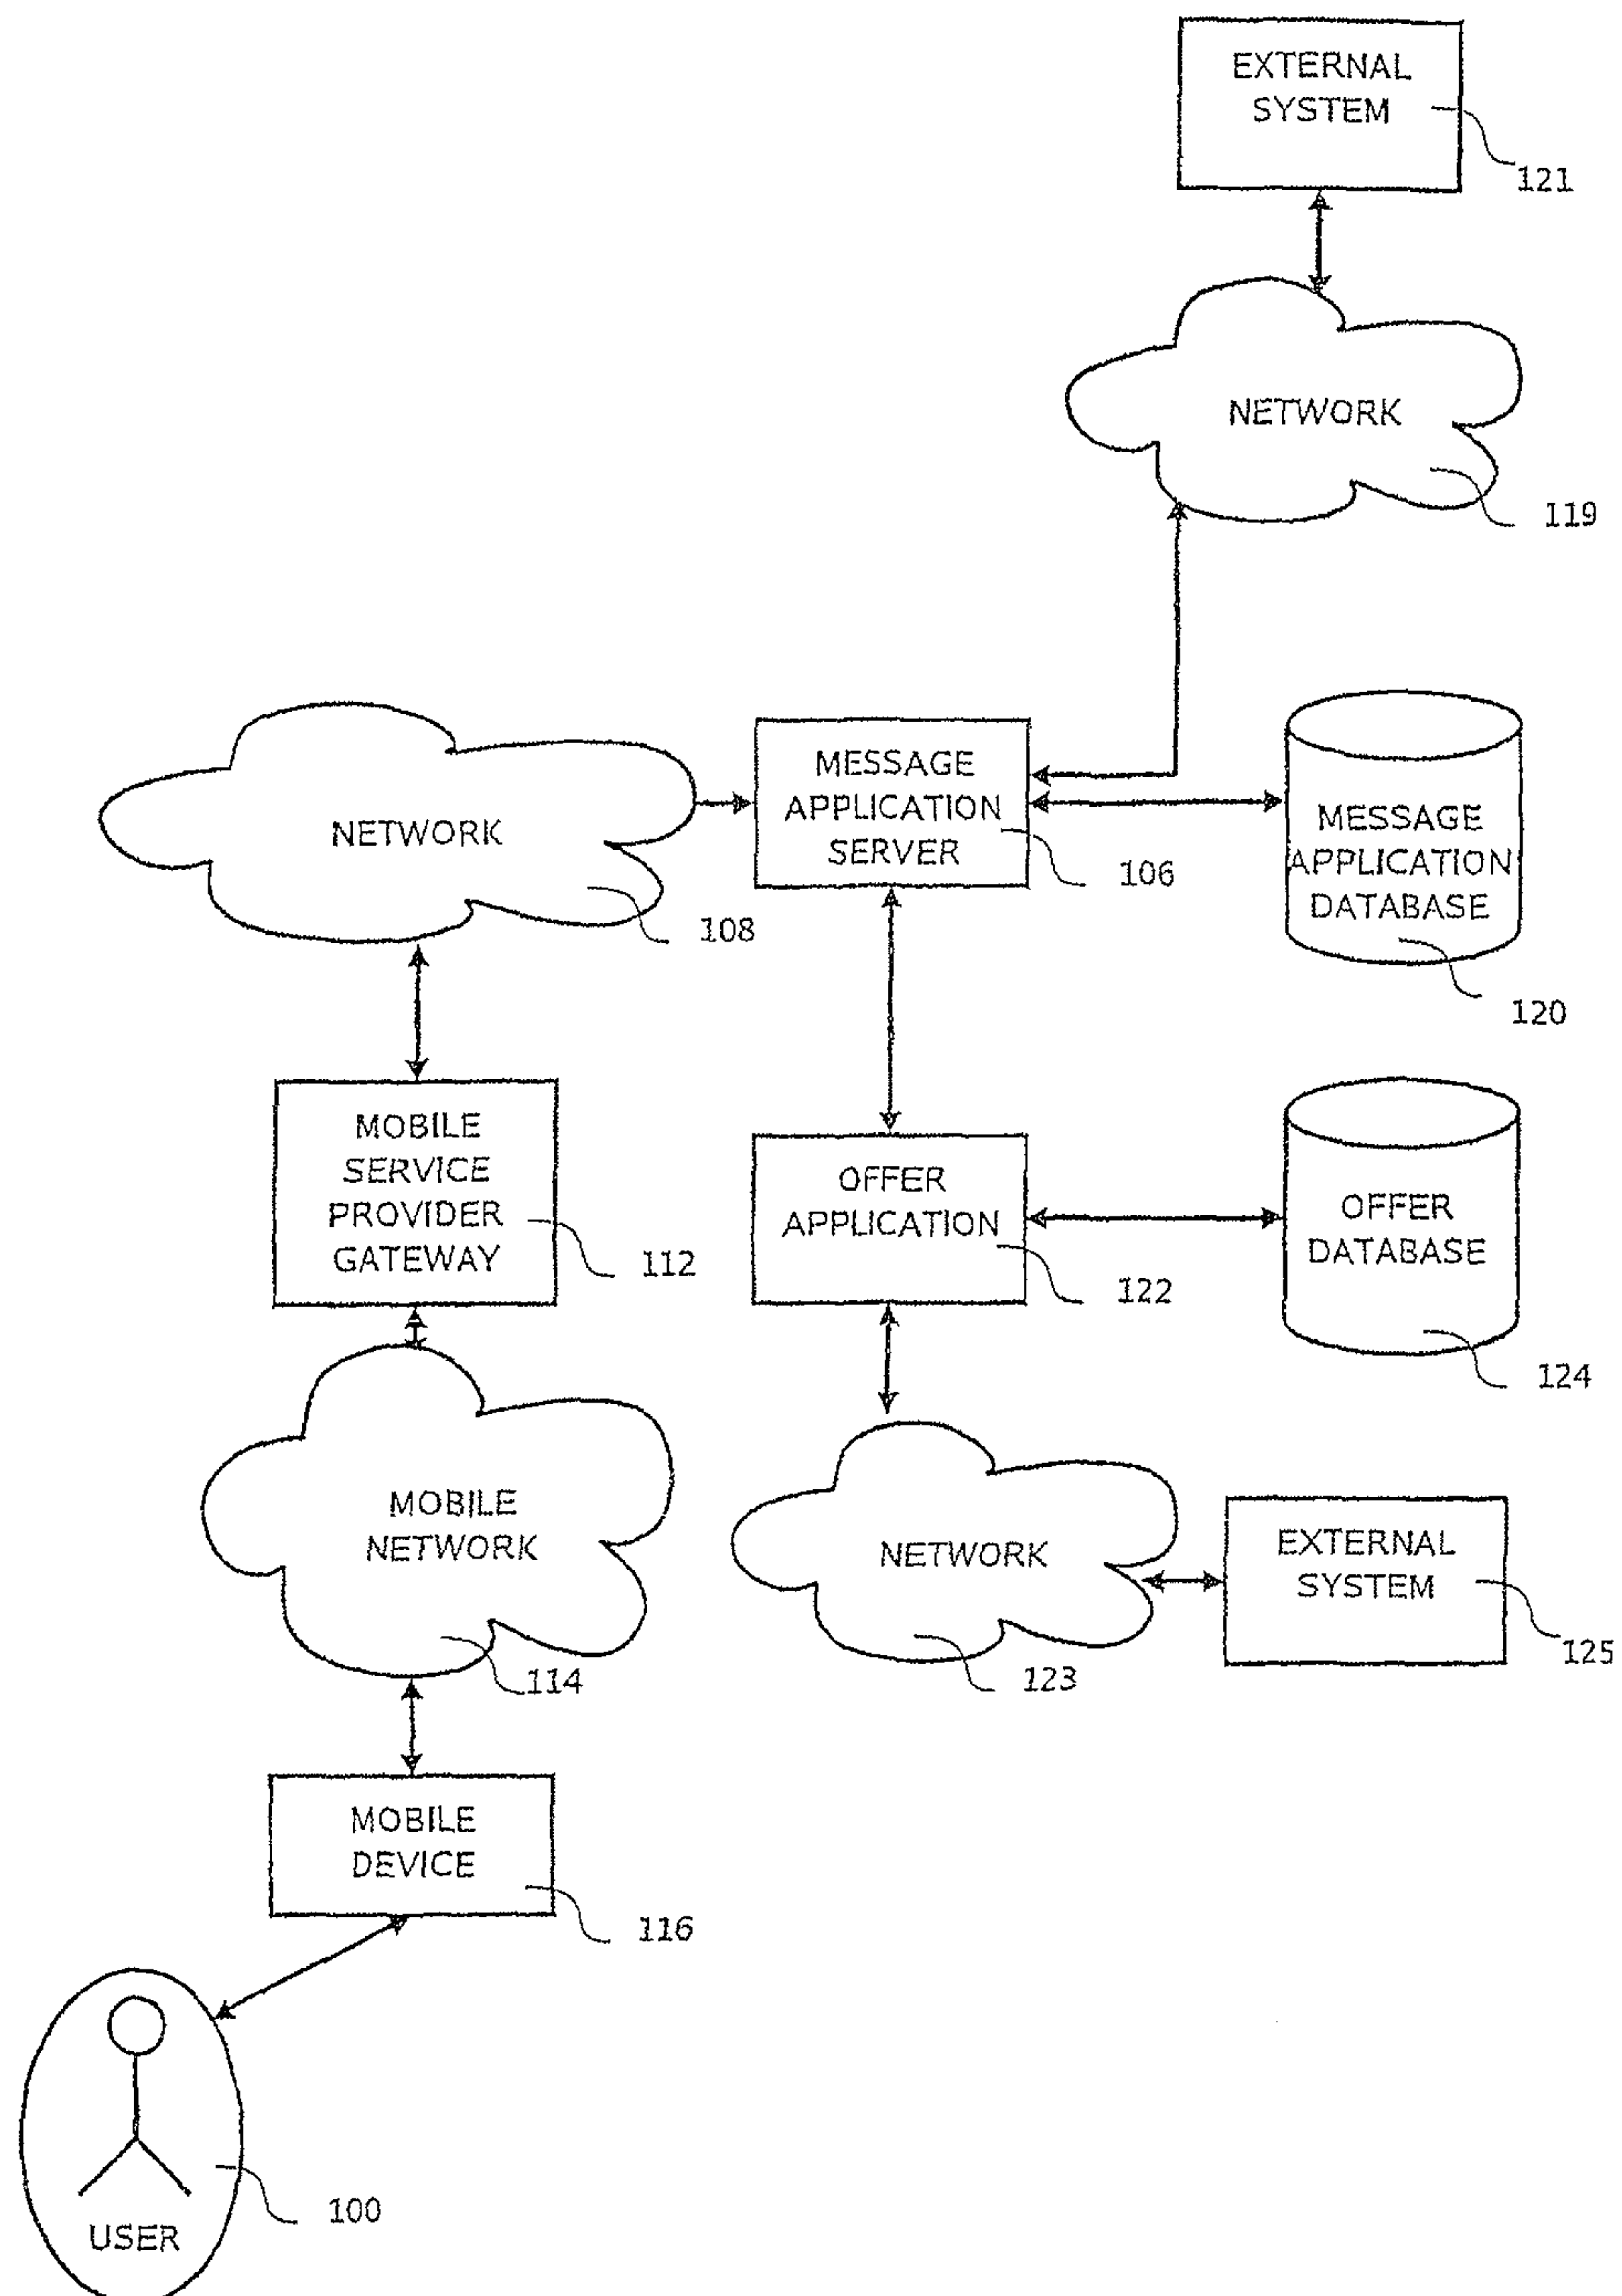 EXTERNAL
SYSTEM
121
NETWORK
119
NETWORK
108
MESSAGE
APPLICATION
SERVER
106
MESSAGE
APPLICATION
DATABASE
120
MOBILE
SERVICE
PROVIDER
GATEWAY
112
OFFER
APPLICATION
122
OFFER
DATABASE
124
MOBILE
NETWORK
114
NETWORK
123
EXTERNAL
SYSTEM
125
MOBILE
DEVICE
116
USER
100